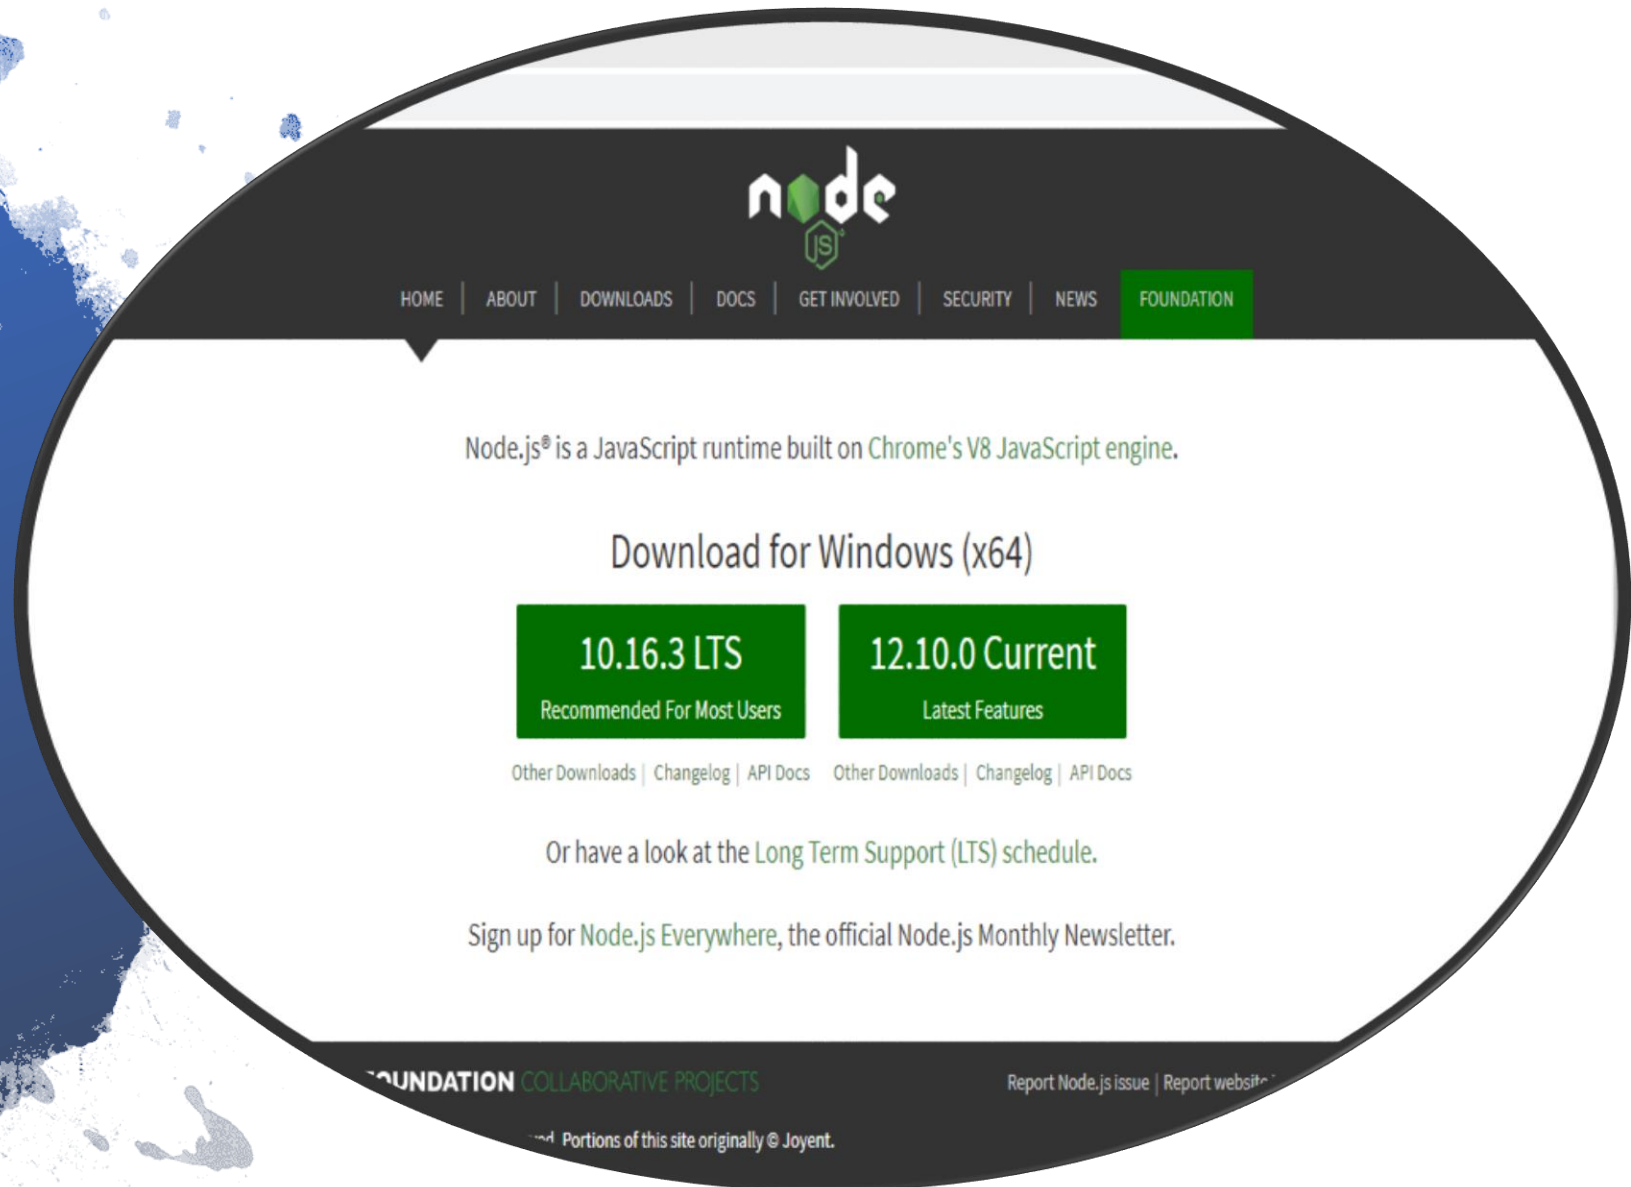 node
JS
HOME | ABOUT | DOWNLOADS | DOCS | GET INVOLVED | SECURITY | NEWS FOUNDATION
Node.js® is a JavaScript runtime built on Chrome's V8 JavaScript engine.
Download for Windows (x64)
10.16.3 LTS 12.10.0 Current
Recommended For Most Users Latest Features
Other Downloads | Changelog | API Docs Other Downloads | Changelog | API Docs
Or have a look at the Long Term Support (LTS) schedule.
Sign up for Node.js Everywhere, the official Node.js Monthly Newsletter.
COLLABORATIVE PROJECTS Report Node.js issue | Report website
Portions of this site originally © Joyent.